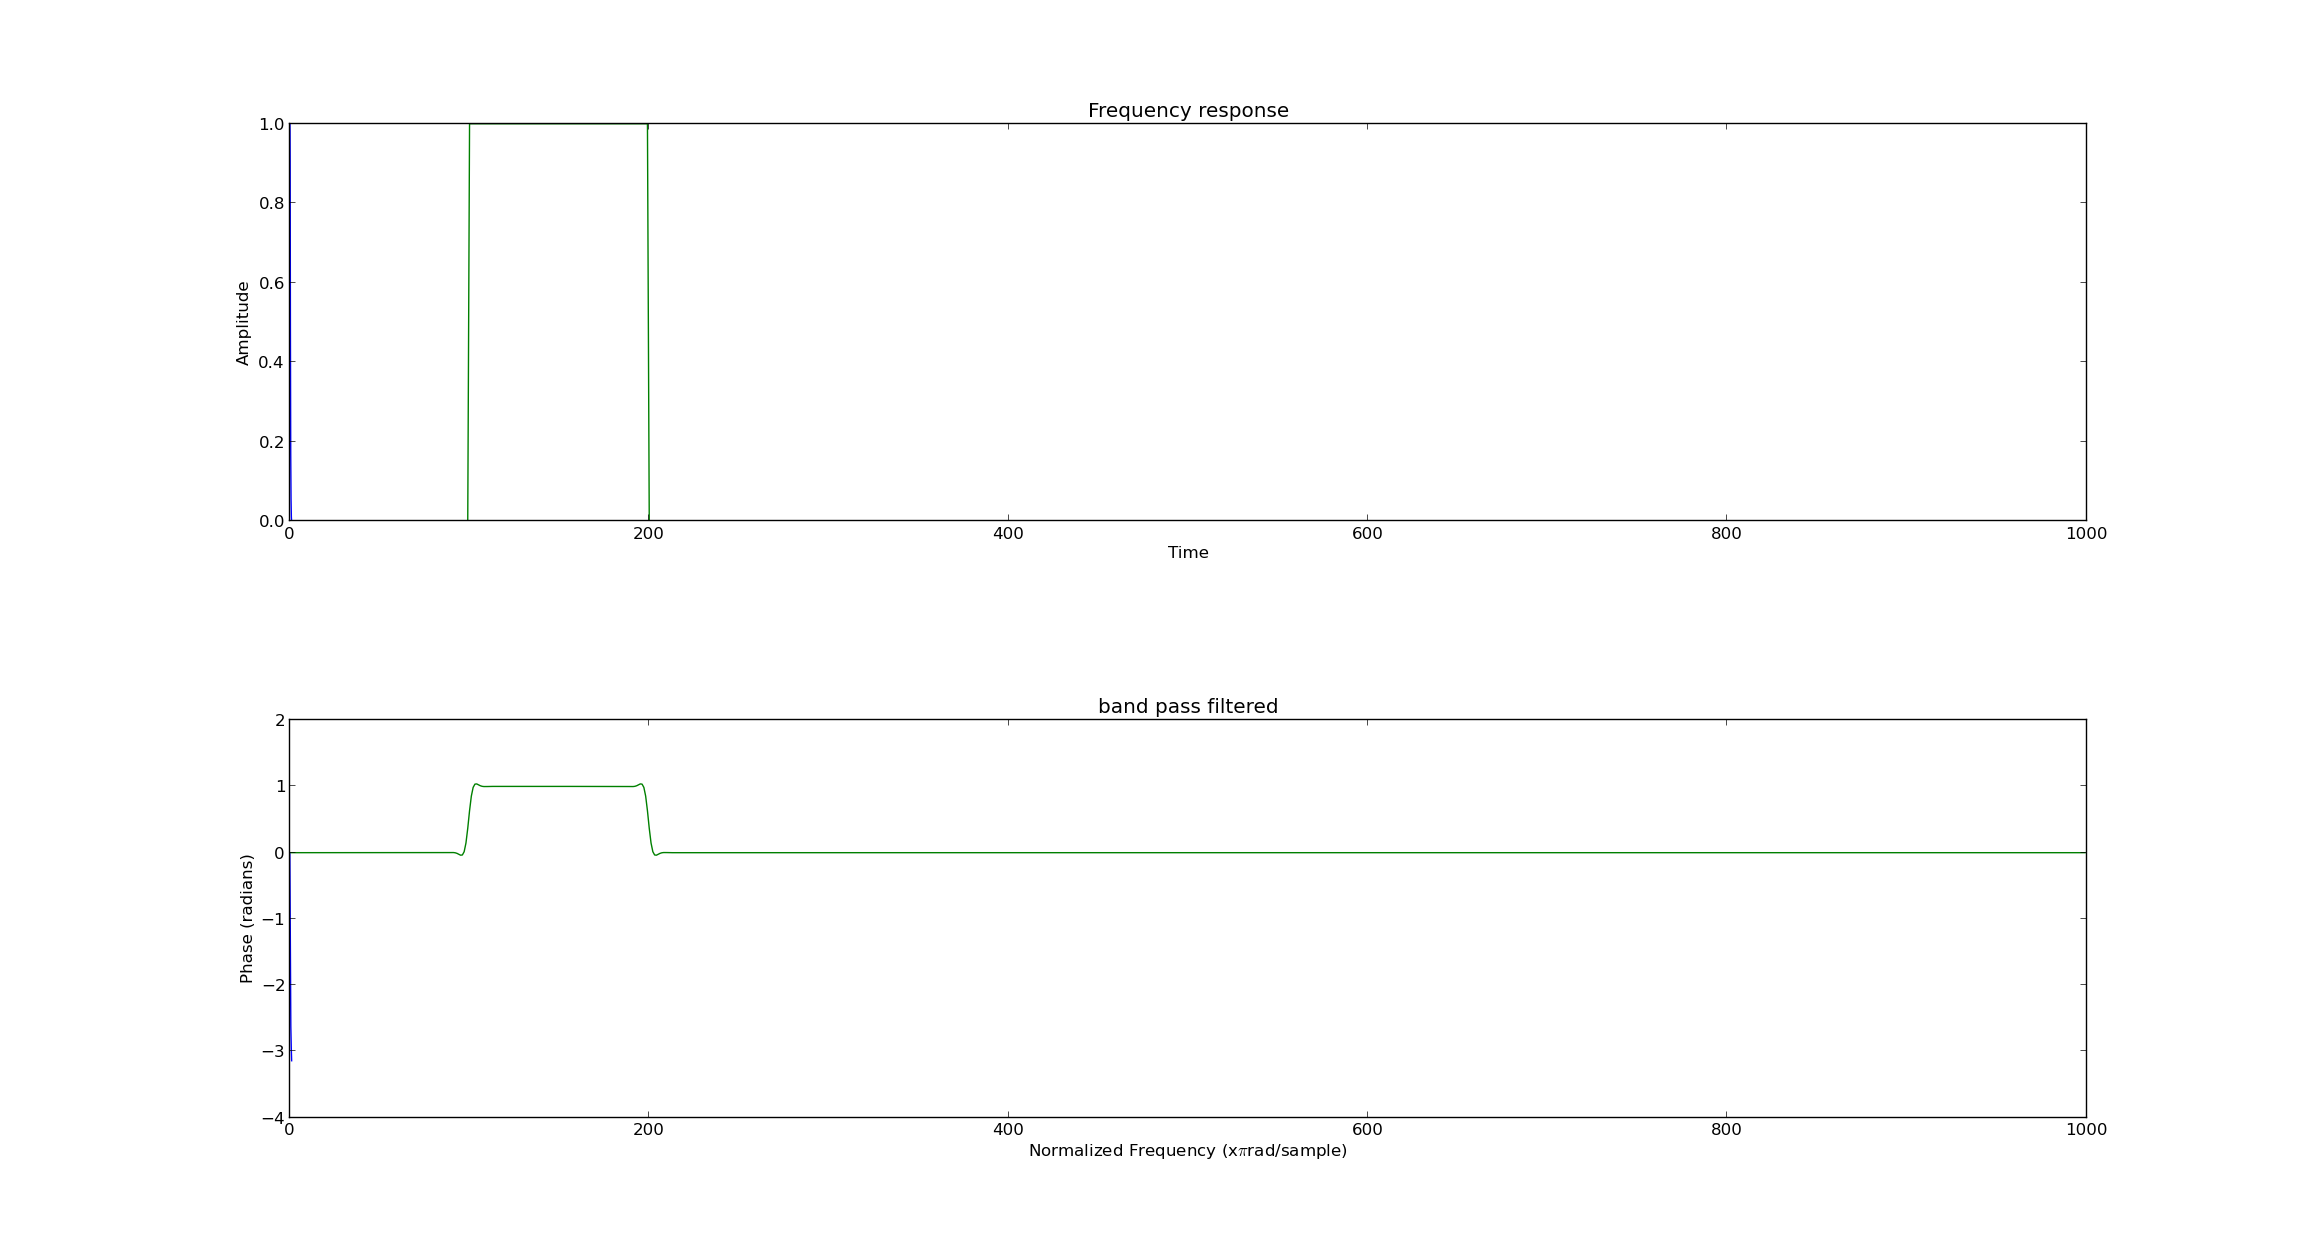 Frequency response
1.0
0.8
0.6
0.4
0.2
0.0
Amplitude
0 200 400 600 800 1000
Time
band pass filtered
2
1
0
−1
−2
−3
−4
Phase (radians)
0 200 400 600 800 1000
Normalized Frequency (xπrad/sample)